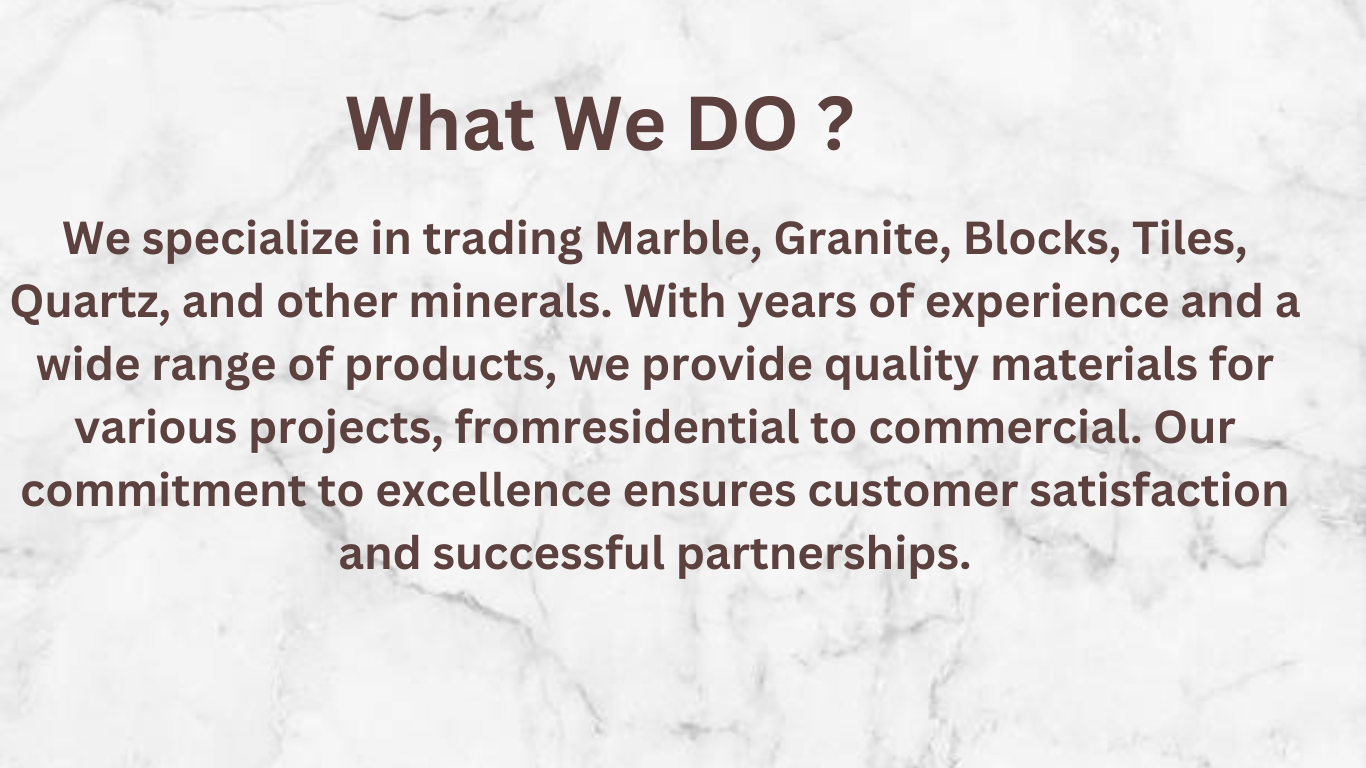 What We DO ?
We specialize in trading Marble, Granite, Blocks, Tiles,
Quartz, and other minerals. With years of experience and a
wide range of products, we provide quality materials for
various projects, fromresidential to commercial. Our
commitment to excellence ensures customer satisfaction
and successful partnerships.